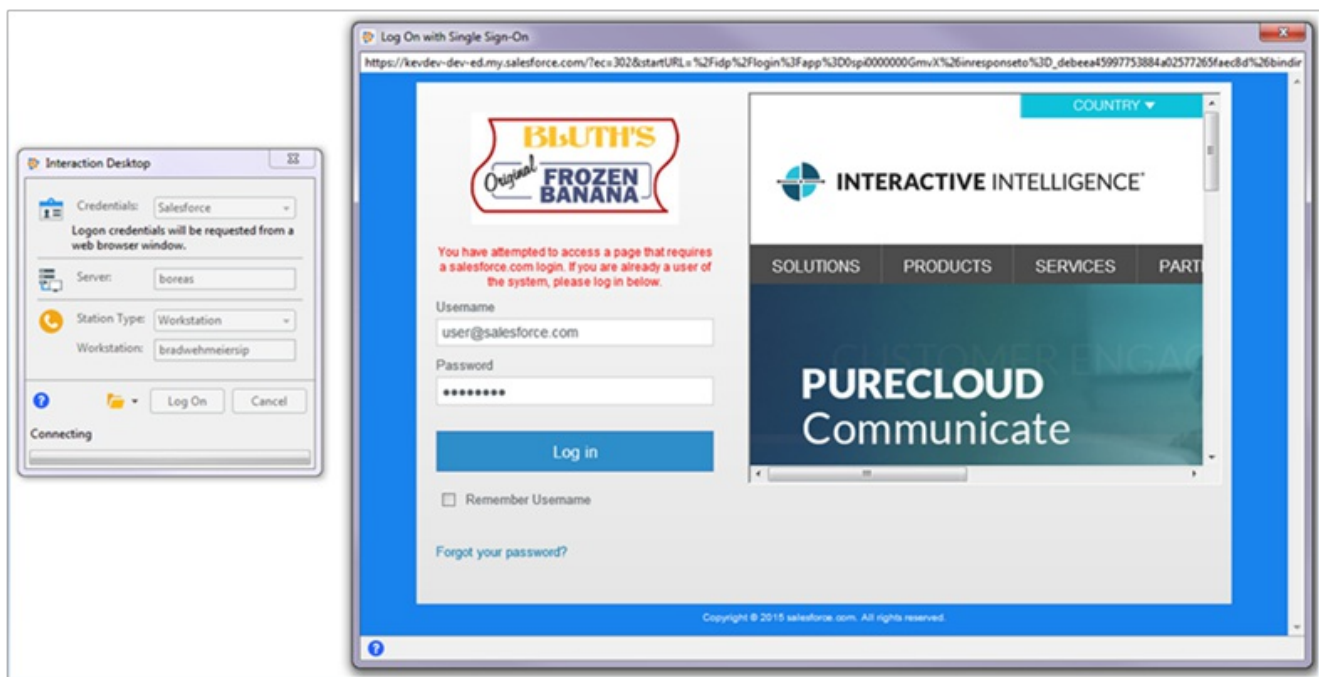 Interaction Desktop
Credentials: Salesforce
Logon credentials will be requested from a
web browser window.
Server: boreas
Station Type: Workstation
Workstation: bradwehmeiersip
Log On Cancel
Connecting
Log On with Single Sign-On
https://kevdev-dev-ed.my.salesforce.com/?ec=302&startURL=%2Fidp%2Flogin%3Fapp%3D0spi0000000GmvX%26inresponseto%3D_debeea45997753884a02577265faec8d%26bindin
BLUTH'S
Original FROZEN
BANANA
You have attempted to access a page that requires
a salesforce.com login. If you are already a user of
the system, please log in below.
Username
user@salesforce.com
Password
Log in
Remember Username
Forgot your password?
COUNTRY
INTERACTIVE INTELLIGENCE
SOLUTIONS PRODUCTS SERVICES PARTI
CUSTOMER ENGAG
PURECLOUD
Communicate
Copyright © 2015 salesforce.com. All rights reserved.